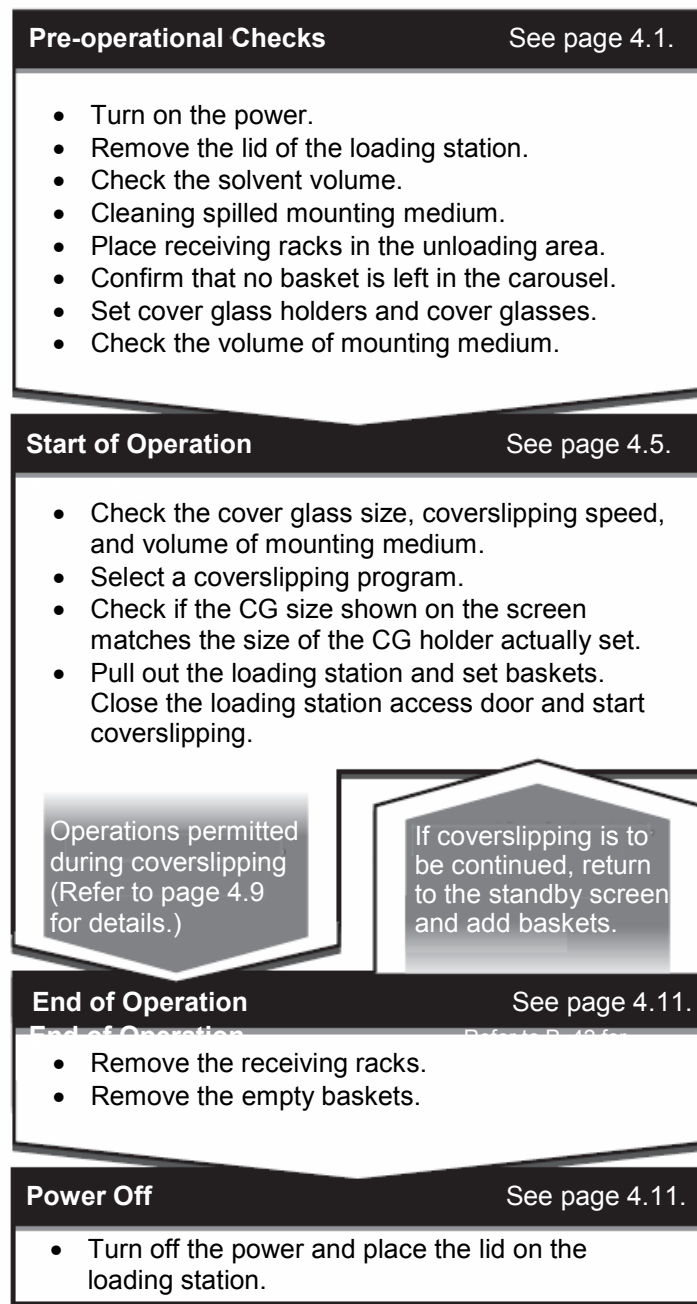 Pre-operational Checks See page 4.1.
• Turn on the power.
• Remove the lid of the loading station.
• Check the solvent volume.
• Cleaning spilled mounting medium.
• Place receiving racks in the unloading area.
• Confirm that no basket is left in the carousel.
• Set cover glass holders and cover glasses.
• Check the volume of mounting medium.
Start of Operation See page 4.5.
• Check the cover glass size, coverslipping speed,
and volume of mounting medium.
• Select a coverslipping program.
• Check if the CG size shown on the screen
matches the size of the CG holder actually set.
• Pull out the loading station and set baskets.
Close the loading station access door and start
coverslipping.
Operations permitted
during coverslipping
(Refer to page 4.9
for details.)
If coverslipping is to
be continued, return
to the standby screen
and add baskets.
End of Operation See page 4.11.
End of Operation
• Remove the receiving racks.
• Remove the empty baskets.
Power Off See page 4.11.
• Turn off the power and place the lid on the
loading station.